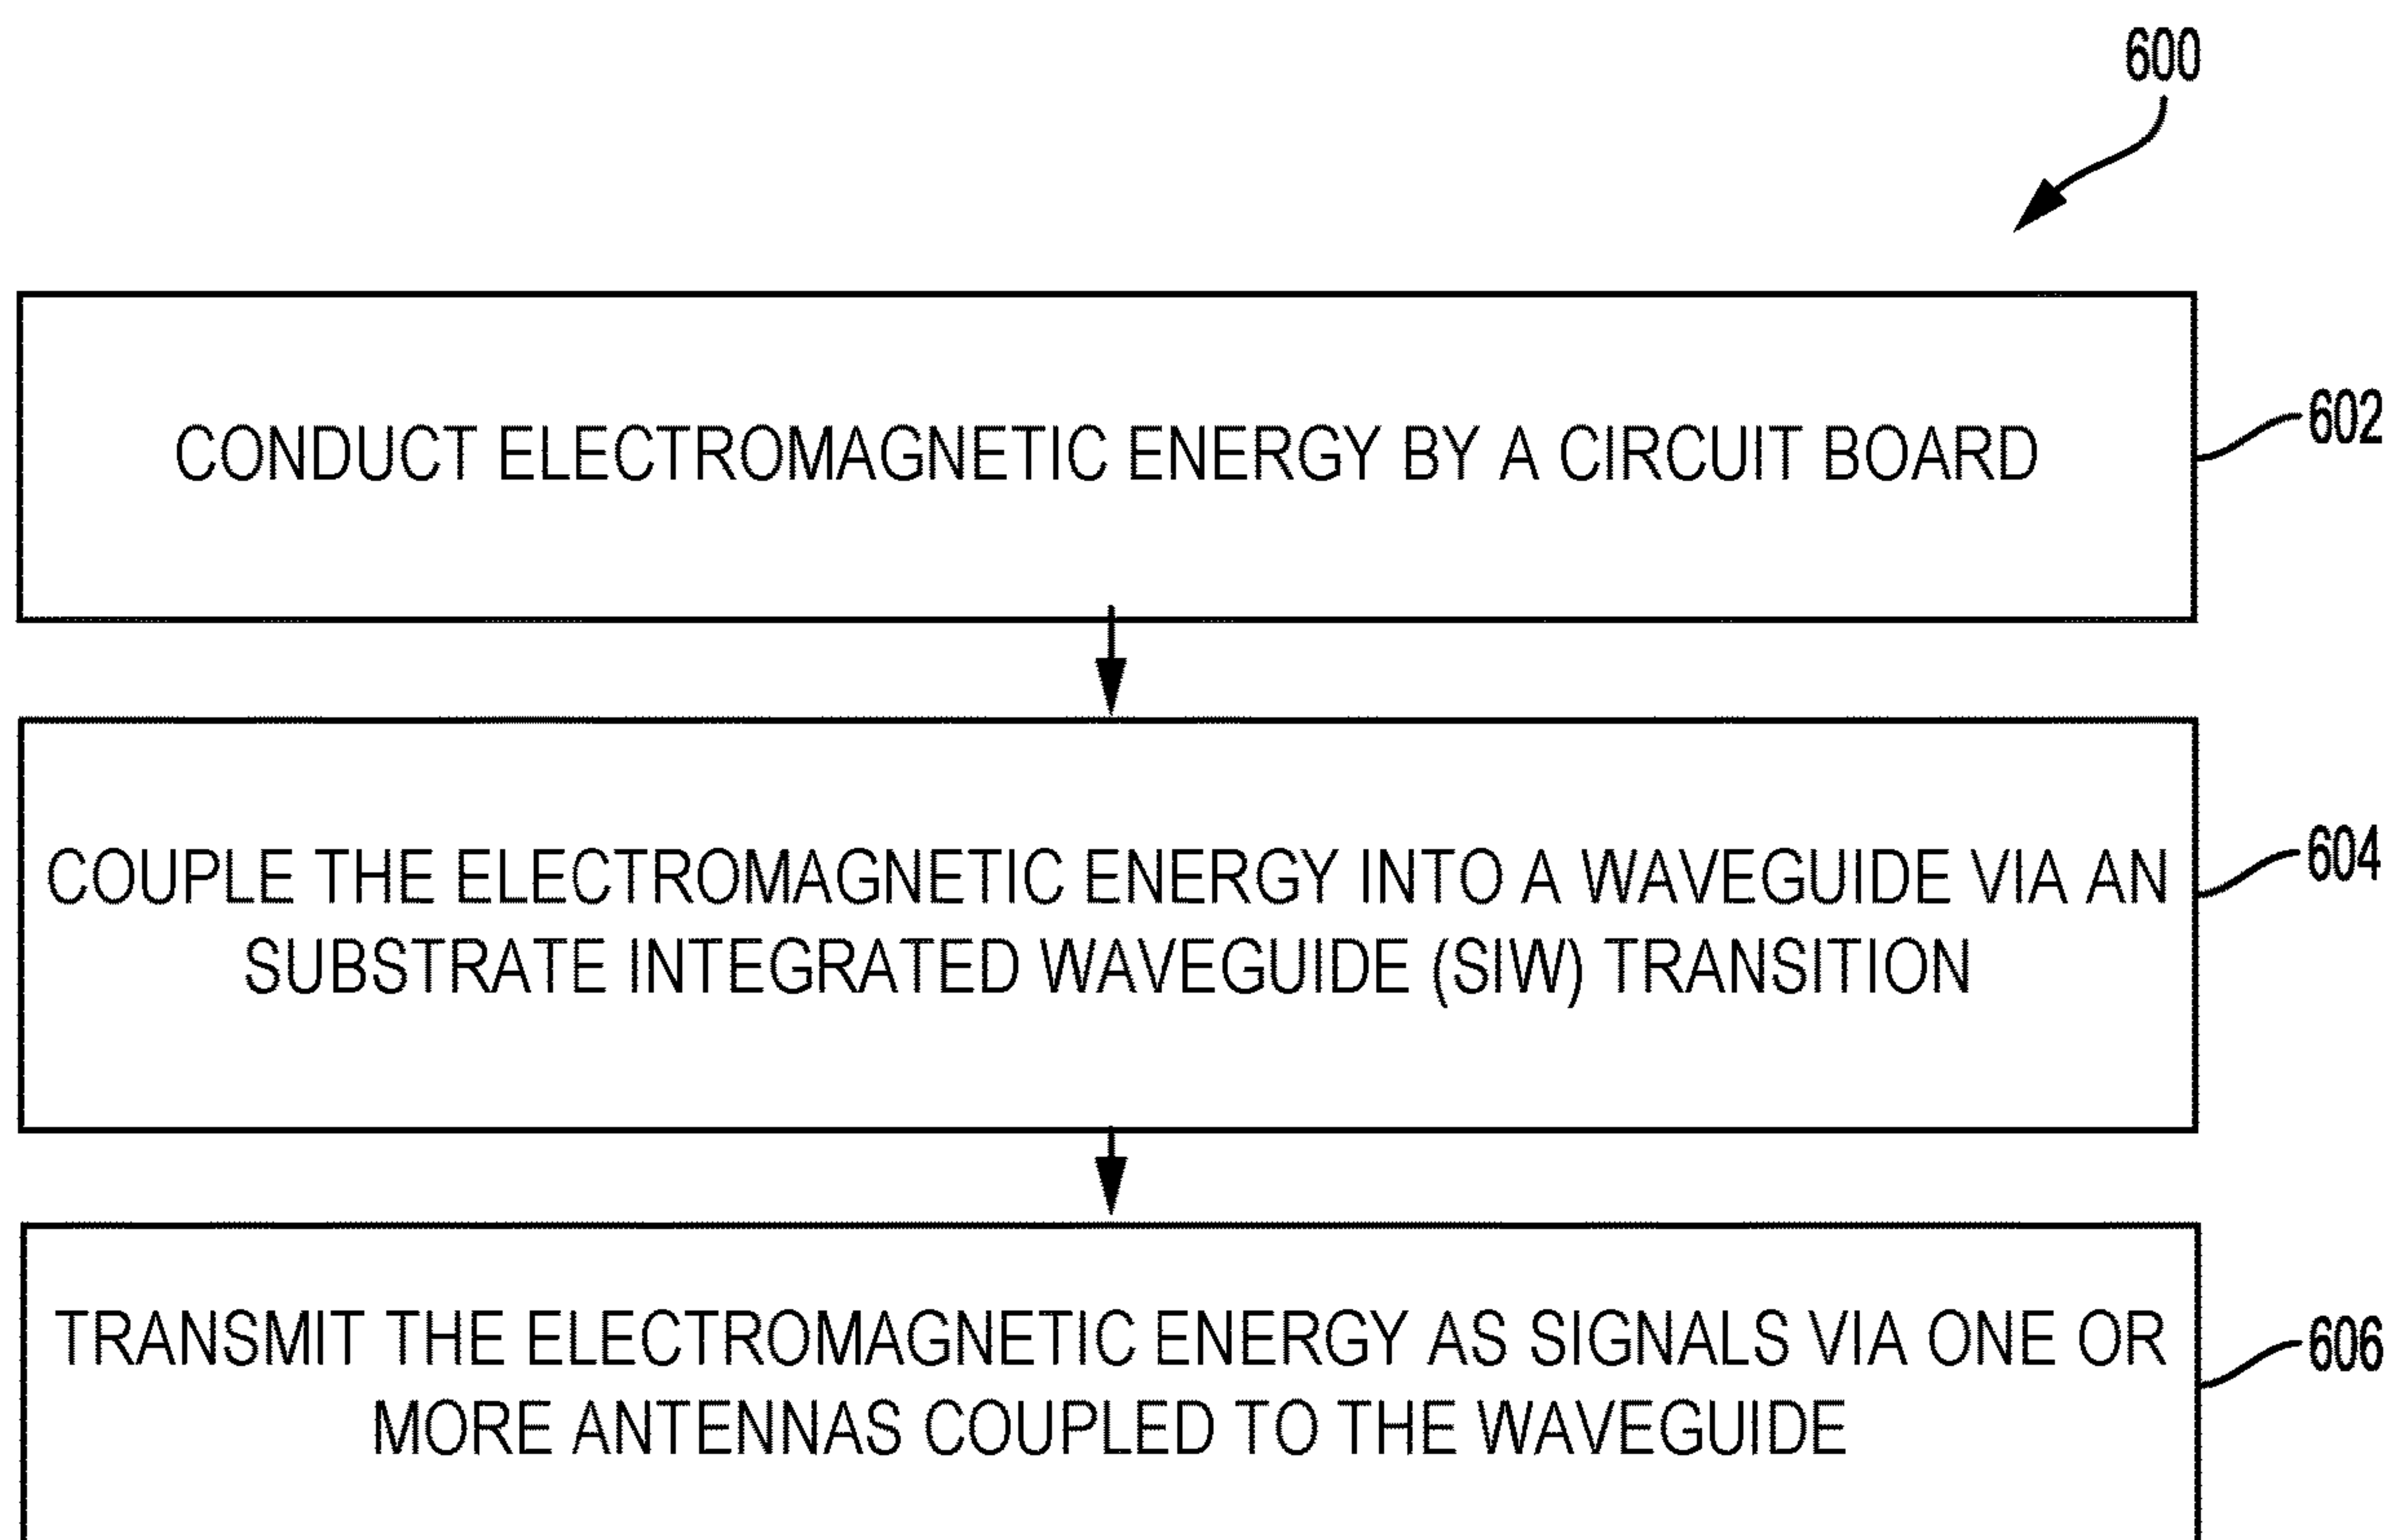 600
CONDUCT ELECTROMAGNETIC ENERGY BY A CIRCUIT BOARD
602
COUPLE THE ELECTROMAGNETIC ENERGY INTO A WAVEGUIDE VIA AN
SUBSTRATE INTEGRATED WAVEGUIDE (SIW) TRANSITION
604
TRANSMIT THE ELECTROMAGNETIC ENERGY AS SIGNALS VIA ONE OR
MORE ANTENNAS COUPLED TO THE WAVEGUIDE
606